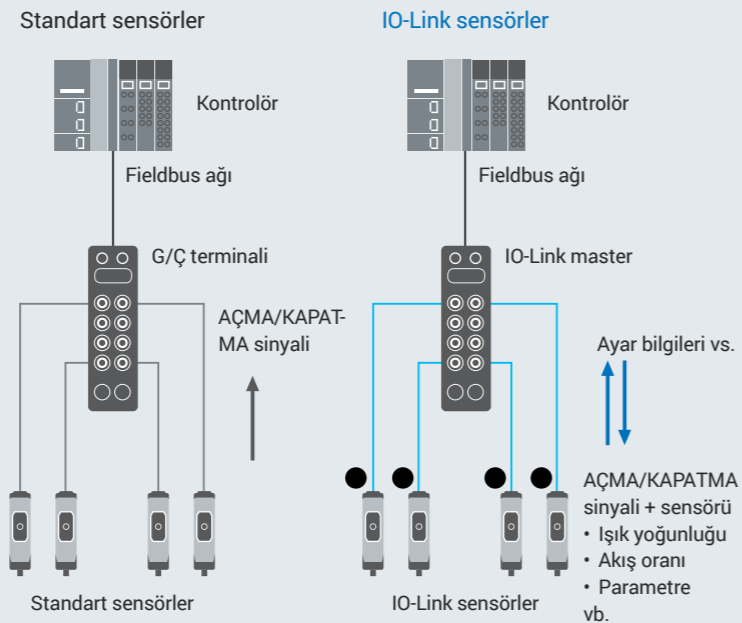 Standart sensörler
Kontrolör
Fieldbus ağı
G/Ç terminali
AÇMA/KAPAT-
MA sinyali
Standart sensörler
IO-Link sensörler
Kontrolör
Fieldbus ağı
IO-Link master
Ayar bilgileri vs.
AÇMA/KAPATMA
sinyali + sensörü
• Işık yoğunluğu
• Akış oranı
• Parametre
vb.
IO-Link sensörler